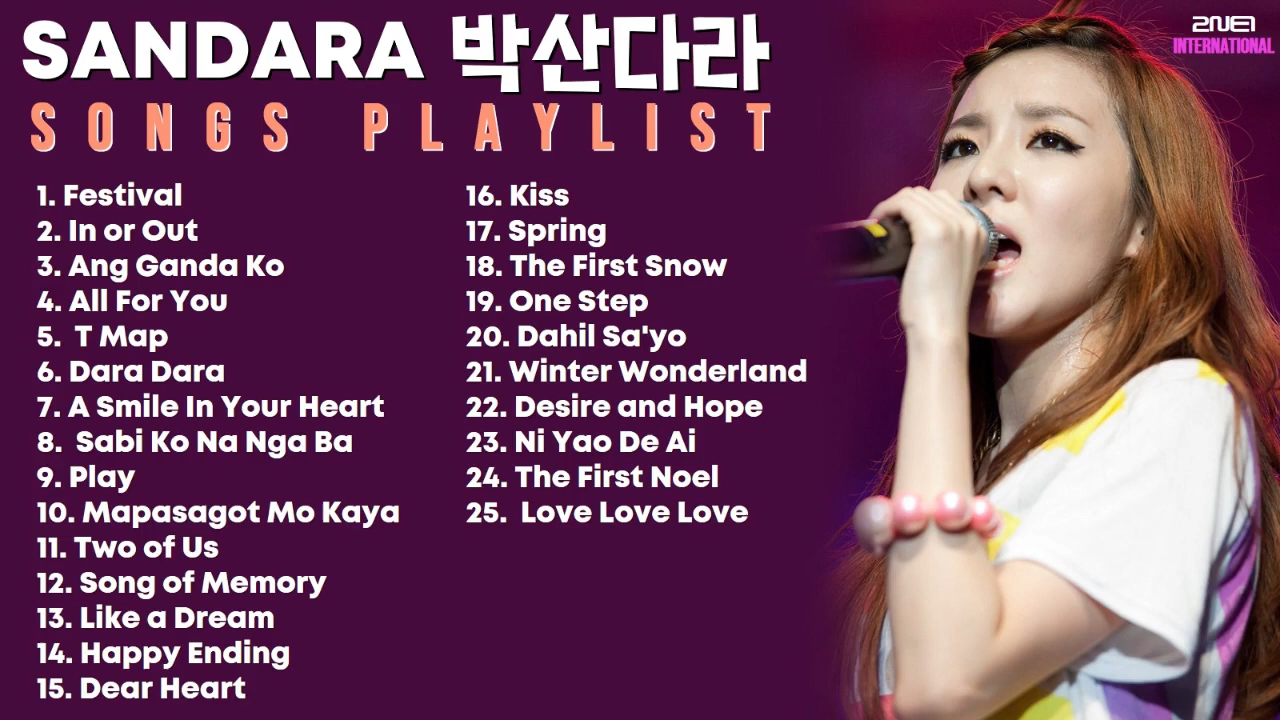 SANDARA 박산다라
SONGS PLAYLIST
2NE1
INTERNATIONAL
1. Festival
2. In or Out
3. Ang Ganda Ko
4. All For You
5. T Map
6. Dara Dara
7. A Smile In Your Heart
8. Sabi Ko Na Nga Ba
9. Play
10. Mapasagot Mo Kaya
11. Two of Us
12. Song of Memory
13. Like a Dream
14. Happy Ending
15. Dear Heart
16. Kiss
17. Spring
18. The First Snow
19. One Step
20. Dahil Sa'yo
21. Winter Wonderland
22. Desire and Hope
23. Ni Yao De Ai
24. The First Noel
25. Love Love Love